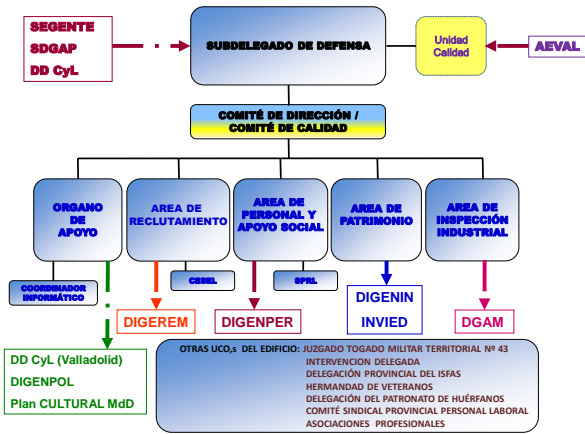 SEGENTE
SDGAP
DD CyL
SUBDELEGADO DE DEFENSA
Unidad
Calidad
AEVAL
COMITÉ DE DIRECCIÓN /
COMITÉ DE CALIDAD
ORGANO
DE
APOYO
AREA DE
RECLUTAMIENTO
AREA DE
PERSONAL Y
APOYO SOCIAL
AREA DE
PATRIMONIO
AREA DE
INSPECCIÓN
INDUSTRIAL
COORDINADOR
INFORMÁTICO
CESEL
SPRL
DIGEREM
DIGENPER
DIGENIN
INVIED
DGAM
DD CyL (Valladolid)
DIGENPOL
Plan CULTURAL MdD
OTRAS UCO,s DEL EDIFICIO: JUZGADO TOGADO MILITAR TERRITORIAL Nº 43
INTERVENCION DELEGADA
DELEGACIÓN PROVINCIAL DEL ISFAS
HERMANDAD DE VETERANOS
DELEGACIÓN DEL PATRONATO DE HUÉRFANOS
COMITÉ SINDICAL PROVINCIAL PERSONAL LABORAL
ASOCIACIONES PROFESIONALES